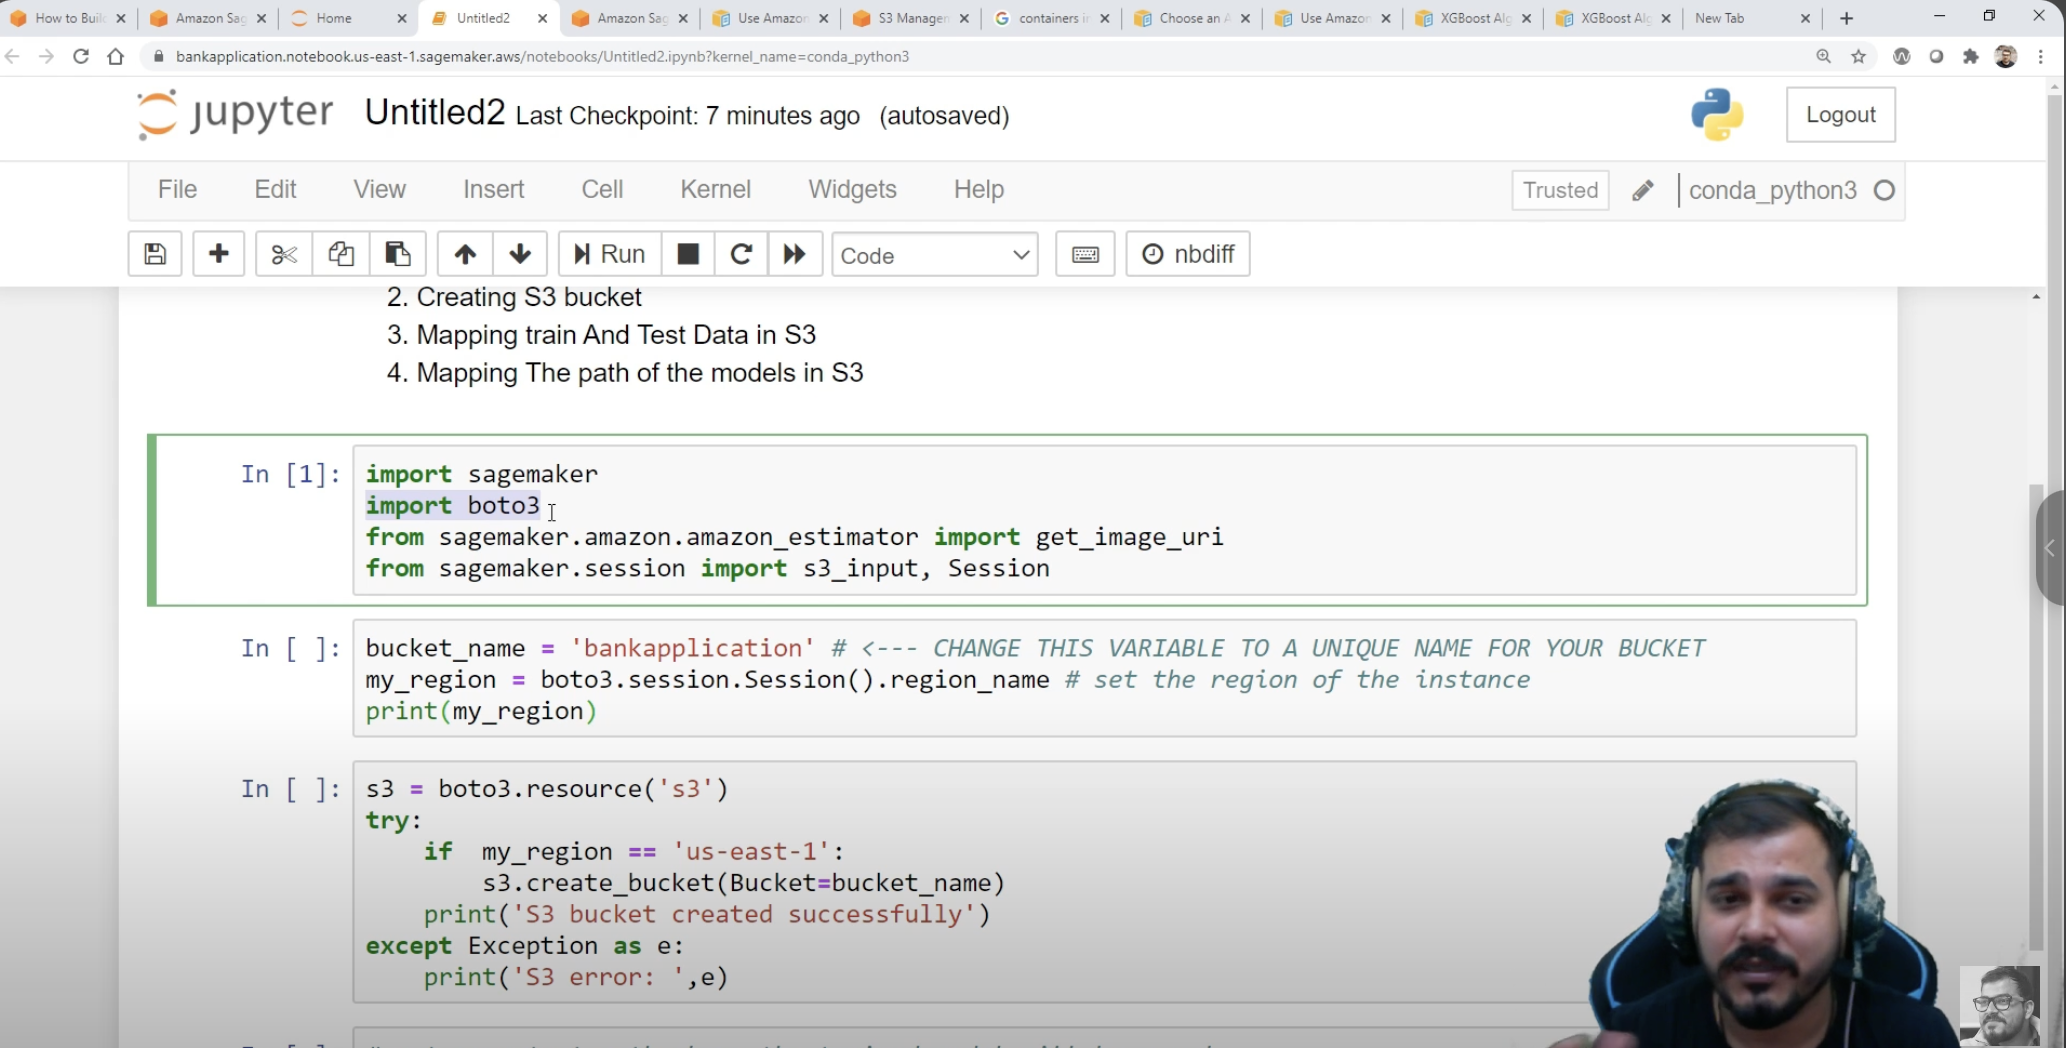 How to Buil
Amazon Sag
Home
Untitled2
Amazon Sag
Use Amazon
S3 Managem
containers in
Choose an A
Use Amazon
XGBoost Alg
XGBoost Alg
New Tab
bankapplication.notebook.us-east-1.sagemaker.aws/notebooks/Untitled2.ipynb?kernel_name=conda_python3
jupyter Untitled2 Last Checkpoint: 7 minutes ago (autosaved)
Logout
File Edit View Insert Cell Kernel Widgets Help
Trusted conda_python3
Run Code nbdiff
2. Creating S3 bucket
3. Mapping train And Test Data in S3
4. Mapping The path of the models in S3
In [1]: import sagemaker
import boto3
from sagemaker.amazon.amazon_estimator import get_image_uri
from sagemaker.session import s3_input, Session
In [ ]: bucket_name = 'bankapplication' # <--- CHANGE THIS VARIABLE TO A UNIQUE NAME FOR YOUR BUCKET
my_region = boto3.session.Session().region_name # set the region of the instance
print(my_region)
In [ ]: s3 = boto3.resource('s3')
try:
    if  my_region == 'us-east-1':
        s3.create_bucket(Bucket=bucket_name)
    print('S3 bucket created successfully')
except Exception as e:
    print('S3 error: ',e)